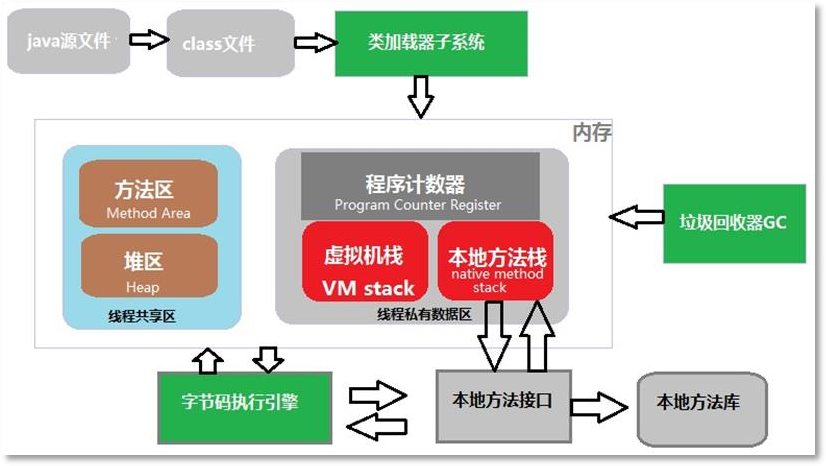 java源文件
class文件
类加载器子系统
内存
方法区
Method Area
堆区
Heap
线程共享区
程序计数器
Program Counter Register
虚拟机栈
VM stack
本地方法栈
native method
stack
线程私有数据区
垃圾回收器GC
字节码执行引擎
本地方法接口
本地方法库